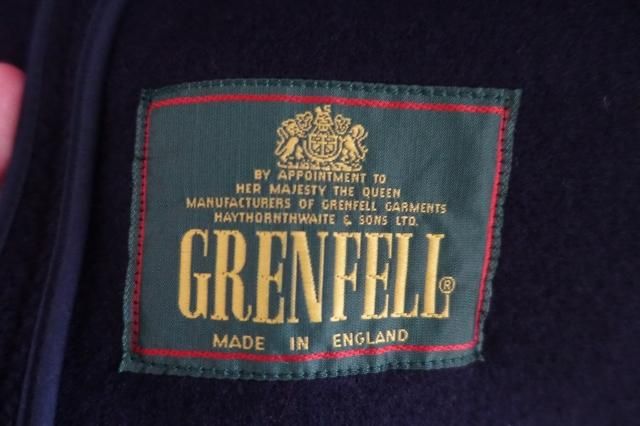 BY APPOINTMENT TO
HER MAJESTY THE QUEEN
MANUFACTURERS OF GRENFELL GARMENTS
HAYTHORNTHWAITE & SONS LTD.
GRENFELL®
MADE IN ENGLAND